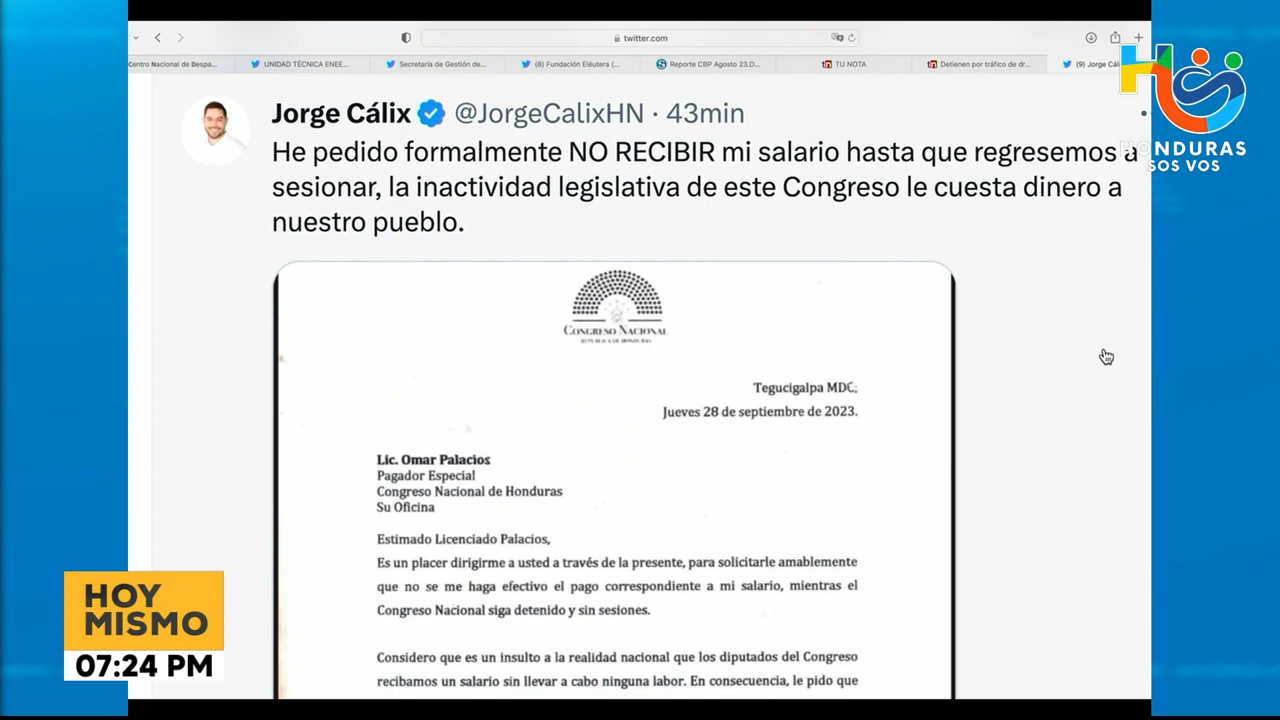 twitter.com
Centro Nacional de Despa...
UNIDAD TÉCNICA ENEE...
Secretaría de Gestión de...
(8) Fundación Eléutera (...
Reporte CBP Agosto 23.D...
TU NOTA
Detienen por tráfico de dr...
(9) Jorge Cáli
HONDURAS
SOS VOS
Jorge Cálix @JorgeCalixHN · 43min
He pedido formalmente NO RECIBIR mi salario hasta que regresemos a
sesionar, la inactividad legislativa de este Congreso le cuesta dinero a
nuestro pueblo.
CONGRESO NACIONAL
REPÚBLICA DE HONDURAS
Tegucigalpa MDC;
Jueves 28 de septiembre de 2023.
Lic. Omar Palacios
Pagador Especial
Congreso Nacional de Honduras
Su Oficina
Estimado Licenciado Palacios,
Es un placer dirigirme a usted a través de la presente, para solicitarle amablemente
que no se me haga efectivo el pago correspondiente a mi salario, mientras el
Congreso Nacional siga detenido y sin sesiones.
Considero que es un insulto a la realidad nacional que los diputados del Congreso
recibamos un salario sin llevar a cabo ninguna labor. En consecuencia, le pido que
HOY
MISMO
07:24 PM